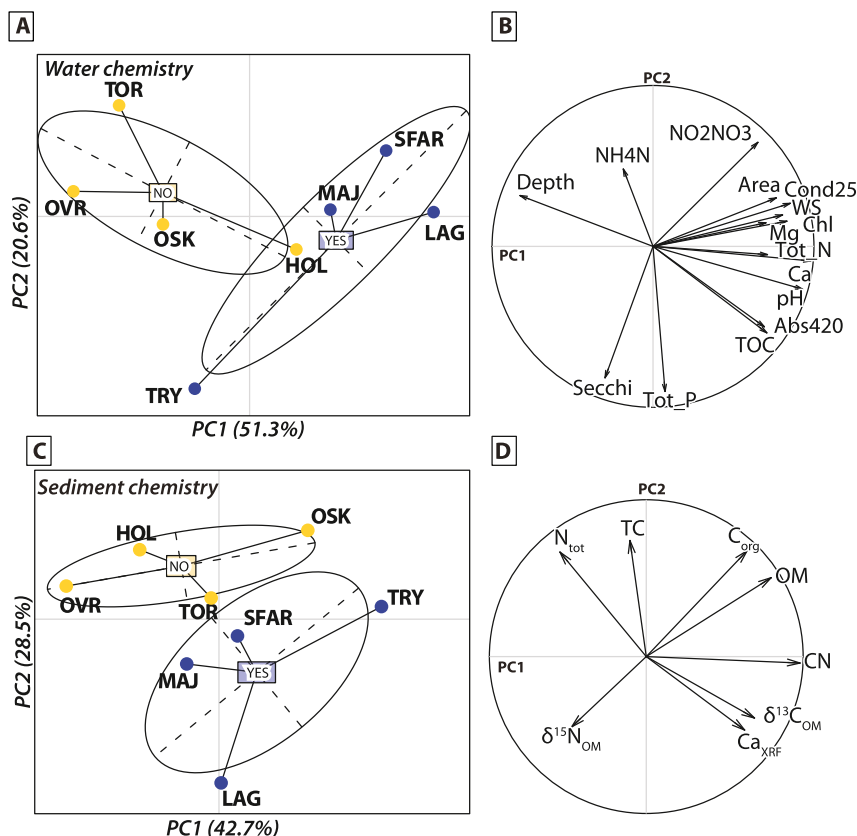 A
Water chemistry
TOR
SFAR
NO
MAJ
OVR
OSK
YES
LAG
HOL
TRY
PC2 (20.6%)
PC1 (51.3%)
B
PC2
NO2NO3
NH4N
Depth
Area
Cond25
WS
Chl
Mg
PC1
Tot_N
Ca
pH
Abs420
TOC
Secchi
Tot_P
C
Sediment chemistry
OSK
HOL
NO
OVR
TOR
TRY
SFAR
MAJ
YES
LAG
PC2 (28.5%)
PC1 (42.7%)
D
PC2
Ntot
TC
Corg
OM
PC1
CN
δ13COM
δ15NOM
CaXRF